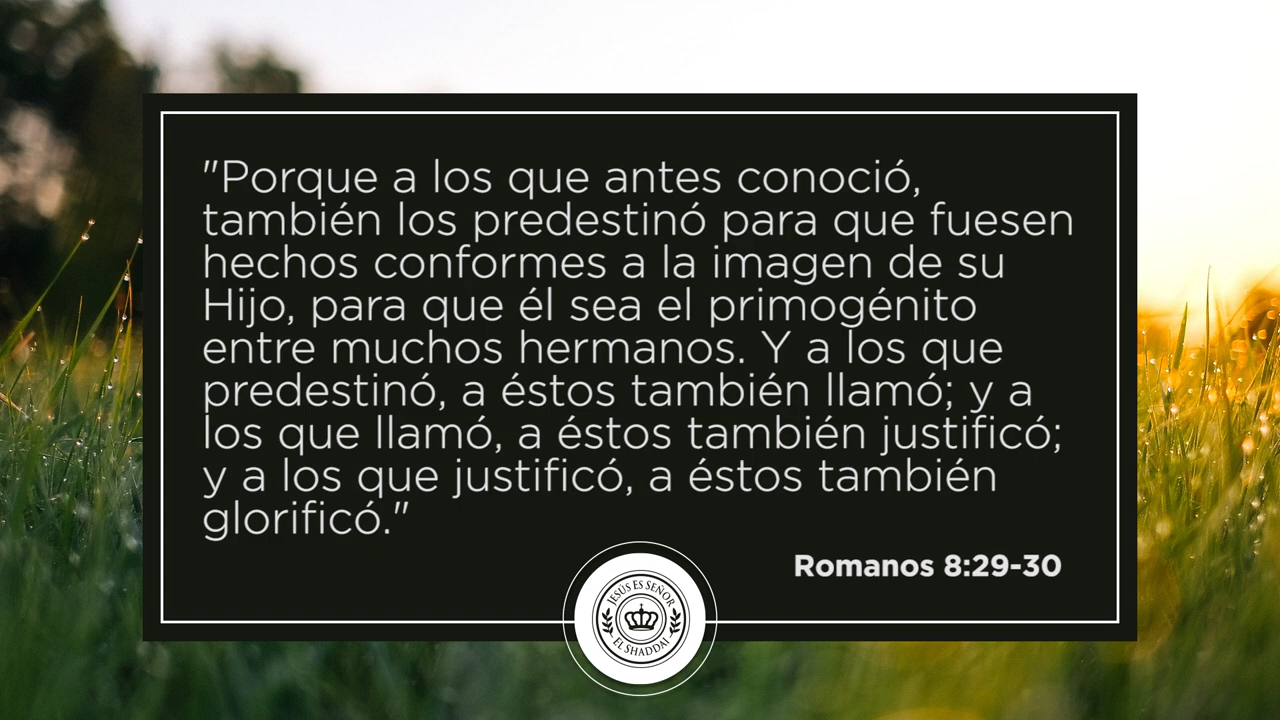 "Porque a los que antes conoció,
también los predestinó para que fuesen
hechos conformes a la imagen de su
Hijo, para que él sea el primogénito
entre muchos hermanos. Y a los que
predestinó, a éstos también llamó; y a
los que llamó, a éstos también justificó;
y a los que justificó, a éstos también
glorificó."
Romanos 8:29-30
JESÚS ES SEÑOR
EL SHADDAI